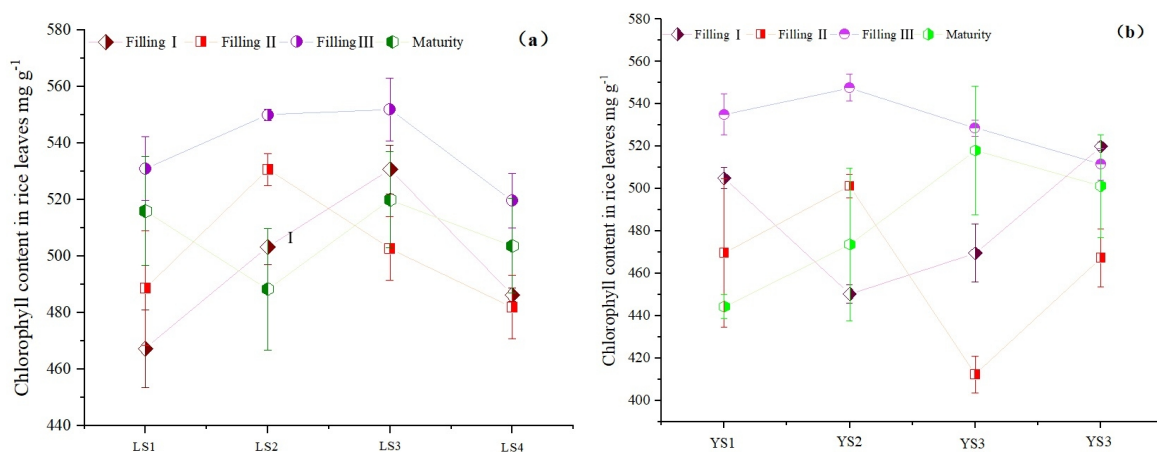 Chlorophyll content in rice leaves mg g⁻¹
580
560
540
520
500
480
460
440
Filling I
Filling II
Filling III
Maturity
(a)
I
LS1
LS2
LS3
LS4
Chlorophyll content in rice leaves mg g⁻¹
580
560
540
520
500
480
460
440
420
400
Filling I
Filling II
Filling III
Maturity
(b)
YS1
YS2
YS3
YS3